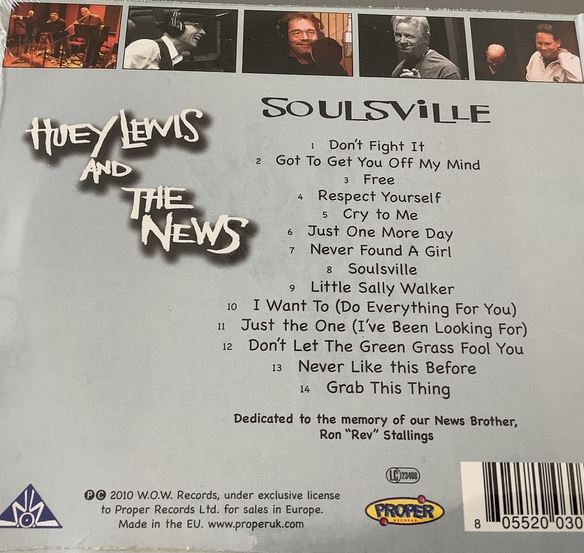 SOULSVILLE
HUEY LEWIS
AND
THE
NEWS
1 Don't Fight It
2 Got To Get You Off My Mind
3 Free
4 Respect Yourself
5 Cry to Me
6 Just One More Day
7 Never Found A Girl
8 Soulsville
9 Little Sally Walker
10 I Want To (Do Everything For You)
11 Just the One (I've Been Looking For)
12 Don't Let The Green Grass Fool You
13 Never Like this Before
14 Grab This Thing
Dedicated to the memory of our News Brother,
Ron "Rev" Stallings
LC 23498
℗ © 2010 W.O.W. Records, under exclusive license
to Proper Records Ltd. for sales in Europe.
Made in the EU. www.properuk.com
PROPER
RECORDS
8 05520 030